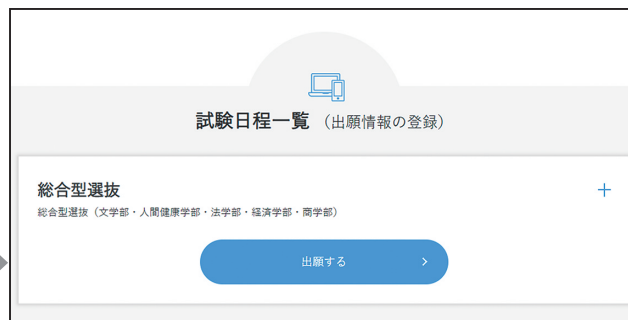 試験日程一覧 （出願情報の登録）
総合型選抜
総合型選抜（文学部・人間健康学部・法学部・経済学部・商学部）
出願する